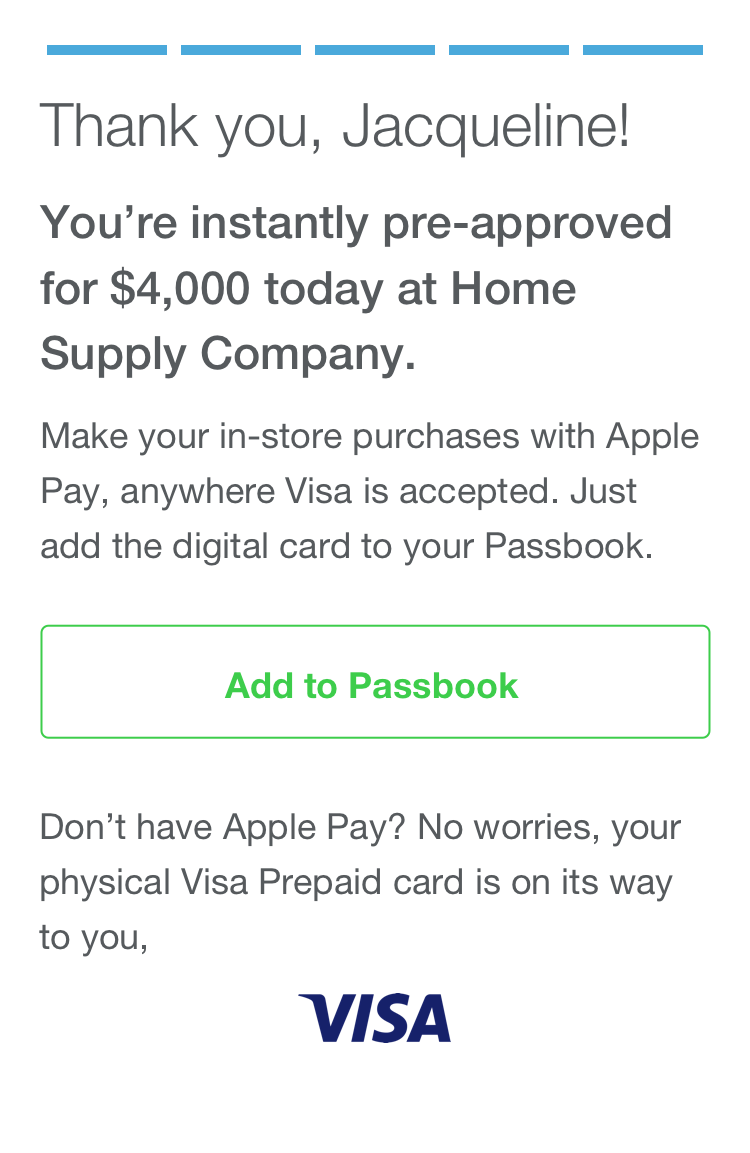 Thank you, Jacqueline!
You’re instantly pre-approved
for $4,000 today at Home
Supply Company.
Make your in-store purchases with Apple
Pay, anywhere Visa is accepted. Just
add the digital card to your Passbook.
Add to Passbook
Don’t have Apple Pay? No worries, your
physical Visa Prepaid card is on its way
to you,
VISA